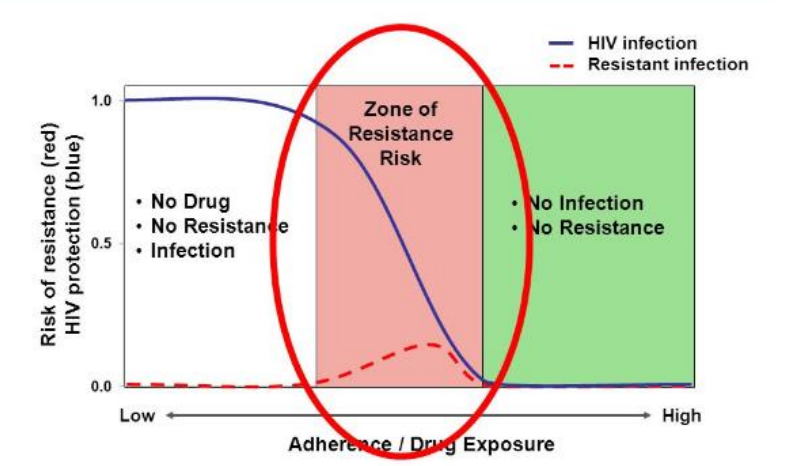 HIV infection
Resistant infection
Risk of resistance (red)
HIV protection (blue)
1.0
0.5
0.0
Zone of
Resistance
Risk
• No Drug
• No Resistance
• Infection
• No Infection
• No Resistance
Low
High
Adherence / Drug Exposure